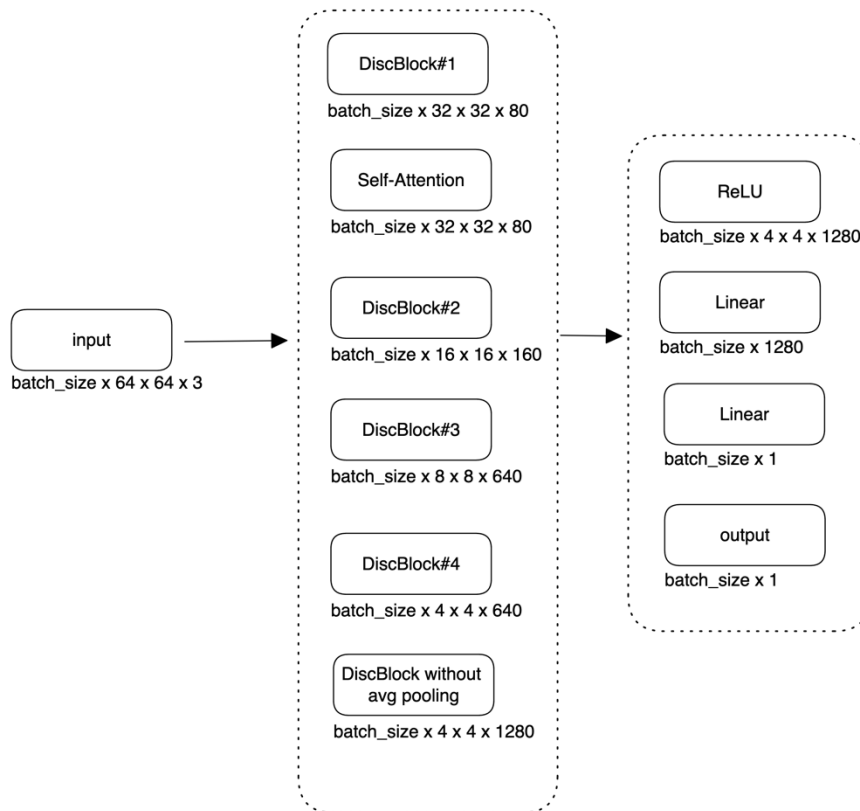 input
batch_size x 64 x 64 x 3
DiscBlock#1
batch_size x 32 x 32 x 80
Self-Attention
batch_size x 32 x 32 x 80
DiscBlock#2
batch_size x 16 x 16 x 160
DiscBlock#3
batch_size x 8 x 8 x 640
DiscBlock#4
batch_size x 4 x 4 x 640
DiscBlock without
avg pooling
batch_size x 4 x 4 x 1280
ReLU
batch_size x 4 x 4 x 1280
Linear
batch_size x 1280
Linear
batch_size x 1
output
batch_size x 1